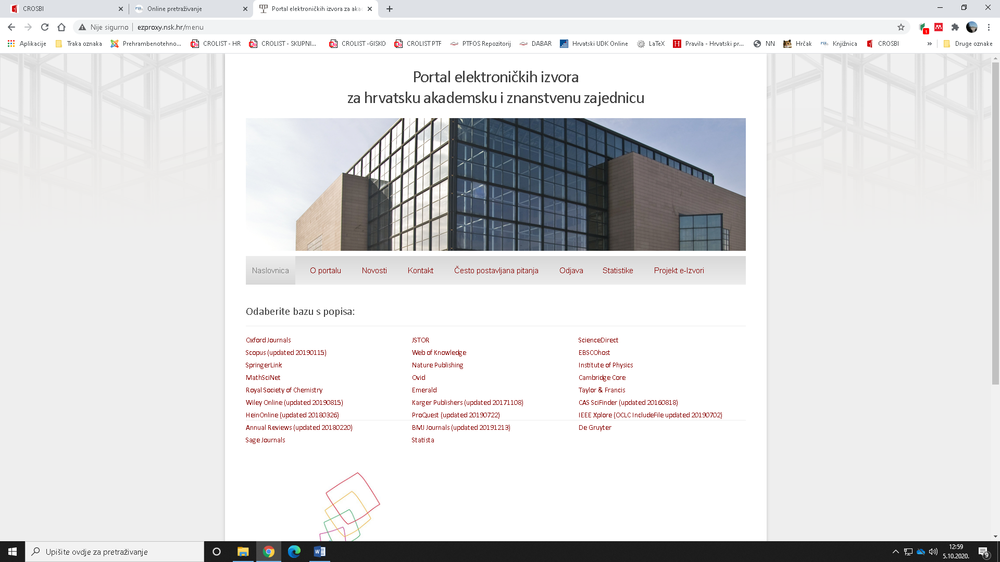 CROSBI
Online pretraživanje
Portal elektroničkih izvora za aka
Nije sigurno
ezproxy.nsk.hr/menu
1
Aplikacije
Traka oznaka
Prehrambenotehno...
CROLIST - HR
CROLIST - SKUPNI...
CROLIST -GISKO
CROLIST PTF
PTFOS Repozitorij
DABAR
Hrvatski UDK Online
LaTeX
Pravila - Hrvatski pr...
NN
Hrčak
Knjižnica
CROSBI
»
Druge oznake
Portal elektroničkih izvora
za hrvatsku akademsku i znanstvenu zajednicu
Naslovnica
O portalu
Novosti
Kontakt
Često postavljana pitanja
Odjava
Statistike
Projekt e-Izvori
Odaberite bazu s popisa:
Oxford Journals
JSTOR
ScienceDirect
Scopus (updated 20190115)
Web of Knowledge
EBSCOhost
SpringerLink
Nature Publishing
Institute of Physics
MathSciNet
Ovid
Cambridge Core
Royal Society of Chemistry
Emerald
Taylor & Francis
Wiley Online (updated 20190815)
Karger Publishers (updated 20171108)
CAS SciFinder (updated 20160818)
HeinOnline (updated 20180326)
ProQuest (updated 20190722)
IEEE Xplore (OCLC IncludeFile updated 20190702)
Annual Reviews (updated 20180220)
BMJ Journals (updated 20191213)
De Gruyter
Sage Journals
Statista
Upišite ovdje za pretraživanje
12:59
5.10.2020.
9